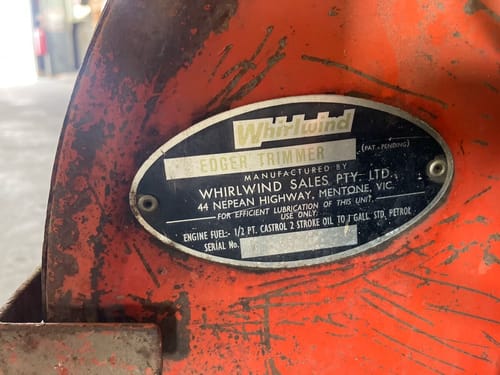 Whirlwind
EDGER TRIMMER (PAT. PENDING)
MANUFACTURED BY
WHIRLWIND SALES PTY. LTD.
44 NEPEAN HIGHWAY, MENTONE, VIC.
FOR EFFICIENT LUBRICATION OF THIS UNIT
USE ONLY:
ENGINE FUEL:- 1/2 PT. CASTROL 2 STROKE OIL TO 1 GALL STD. PETROL
SERIAL No.